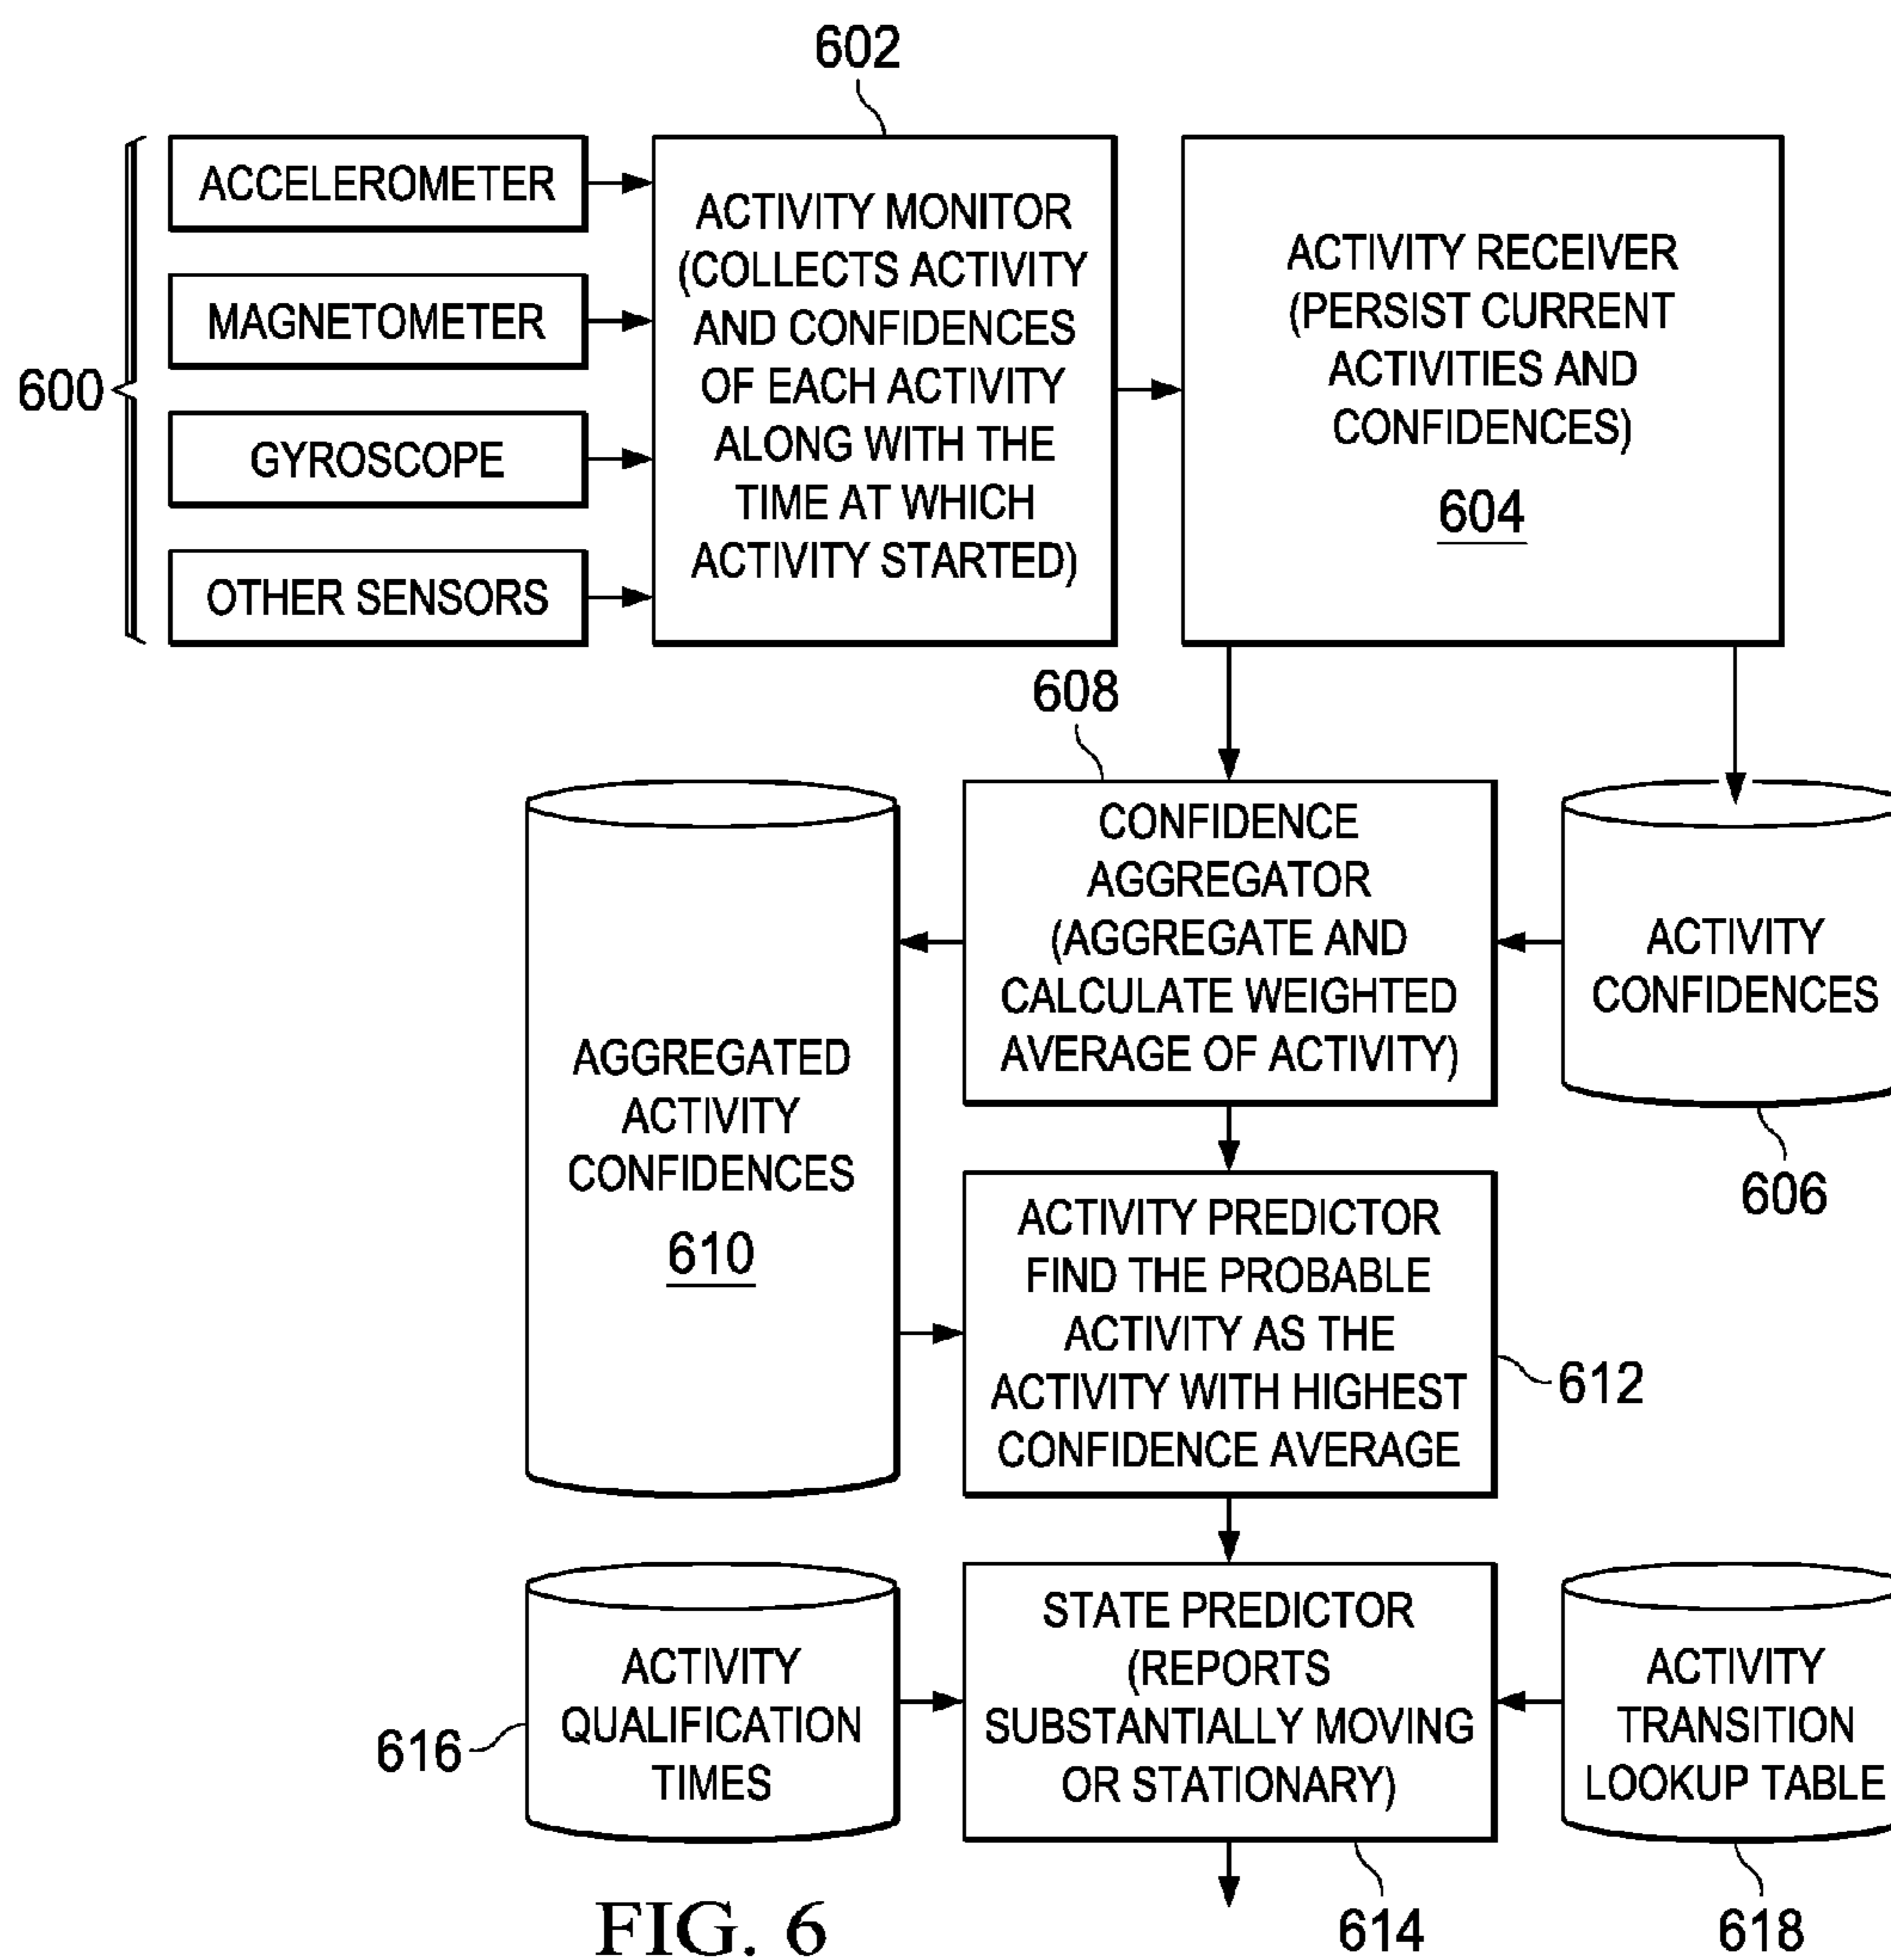 602
ACCELEROMETER
MAGNETOMETER
GYROSCOPE
OTHER SENSORS
600
ACTIVITY MONITOR
(COLLECTS ACTIVITY
AND CONFIDENCES
OF EACH ACTIVITY
ALONG WITH THE
TIME AT WHICH
ACTIVITY STARTED)
ACTIVITY RECEIVER
(PERSIST CURRENT
ACTIVITIES AND
CONFIDENCES)
604
608
CONFIDENCE
AGGREGATOR
(AGGREGATE AND
CALCULATE WEIGHTED
AVERAGE OF ACTIVITY)
ACTIVITY
CONFIDENCES
606
AGGREGATED
ACTIVITY
CONFIDENCES
610
ACTIVITY PREDICTOR
FIND THE PROBABLE
ACTIVITY AS THE
ACTIVITY WITH HIGHEST
CONFIDENCE AVERAGE
612
616
ACTIVITY
QUALIFICATION
TIMES
STATE PREDICTOR
(REPORTS
SUBSTANTIALLY MOVING
OR STATIONARY)
614
ACTIVITY
TRANSITION
LOOKUP TABLE
618
FIG. 6